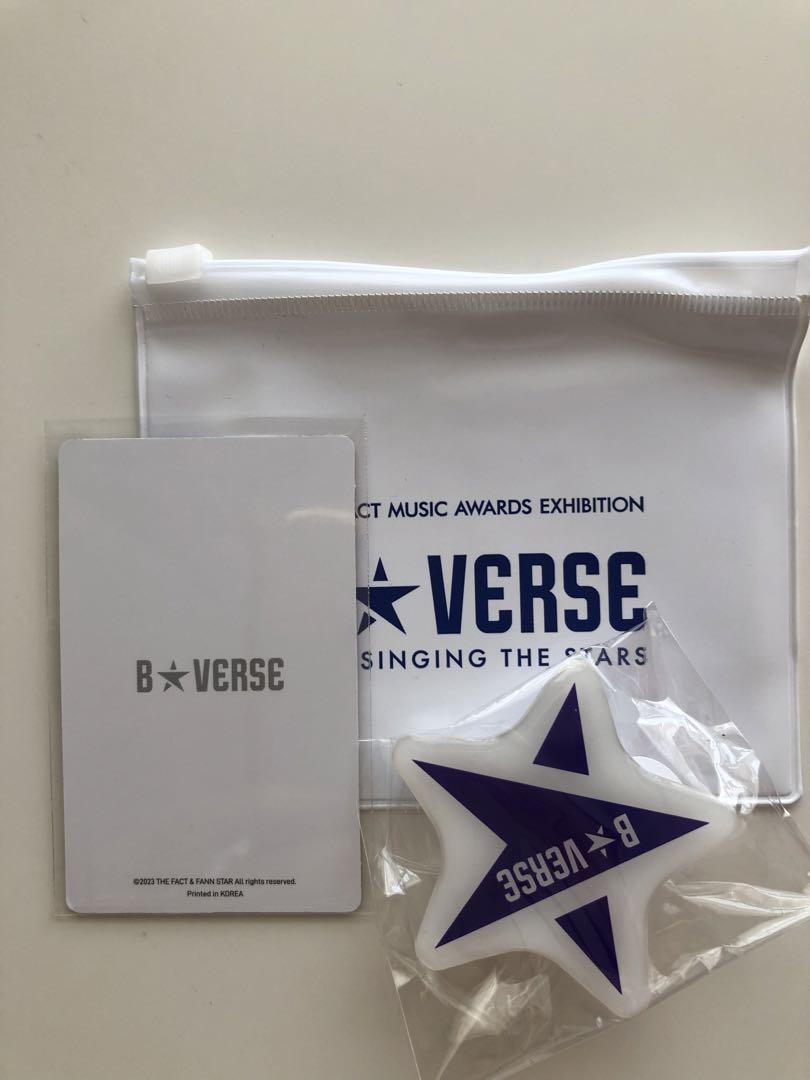 ACT MUSIC AWARDS EXHIBITION
★VERSE
SINGING THE STARS
B★VERSE
©2023 THE FACT & FANN STAR All rights reserved.
Printed in KOREA
B★VERSE